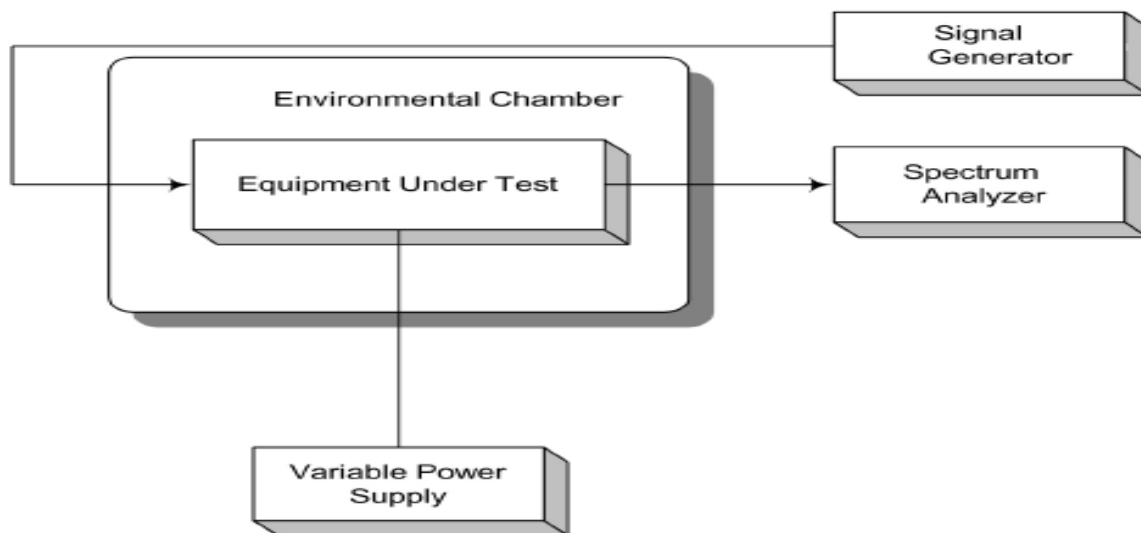 Signal
Generator
Environmental Chamber
Equipment Under Test
Spectrum
Analyzer
Variable Power
Supply